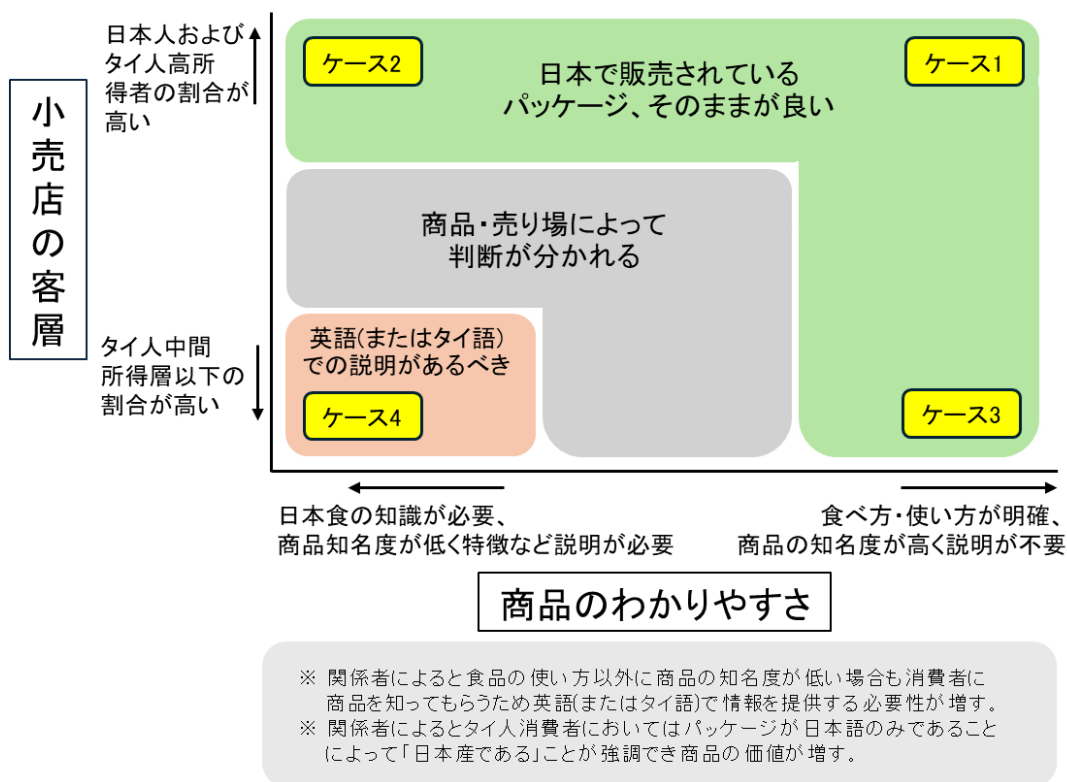 日本人および
タイ人高所
得者の割合が
高い
ケース2
ケース1
日本で販売されている
パッケージ、そのままが良い
小売店の客層
商品・売り場によって
判断が分かれる
タイ人中間
所得層以下の
割合が高い
英語(またはタイ語)
での説明があるべき
ケース4
ケース3
日本食の知識が必要、
商品知名度が低く特徴など説明が必要
食べ方・使い方が明確、
商品の知名度が高く説明が不要
商品のわかりやすさ
※ 関係者によると食品の使い方以外に商品の知名度が低い場合も消費者に
商品を知ってもらうため英語(またはタイ語)で情報を提供する必要性が増す。
※ 関係者によるとタイ人消費者においてはパッケージが日本語のみであること
によって「日本産である」ことが強調でき商品の価値が増す。